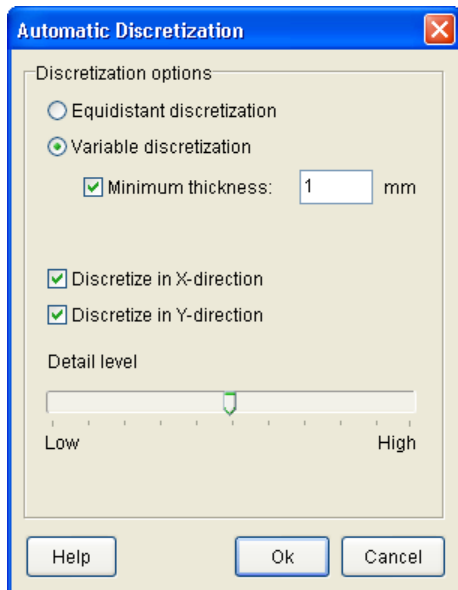 Automatic Discretization
Discretization options
Equidistant discretization
Variable discretization
Minimum thickness: 1 mm
Discretize in X-direction
Discretize in Y-direction
Detail level
Low High
Help Ok Cancel